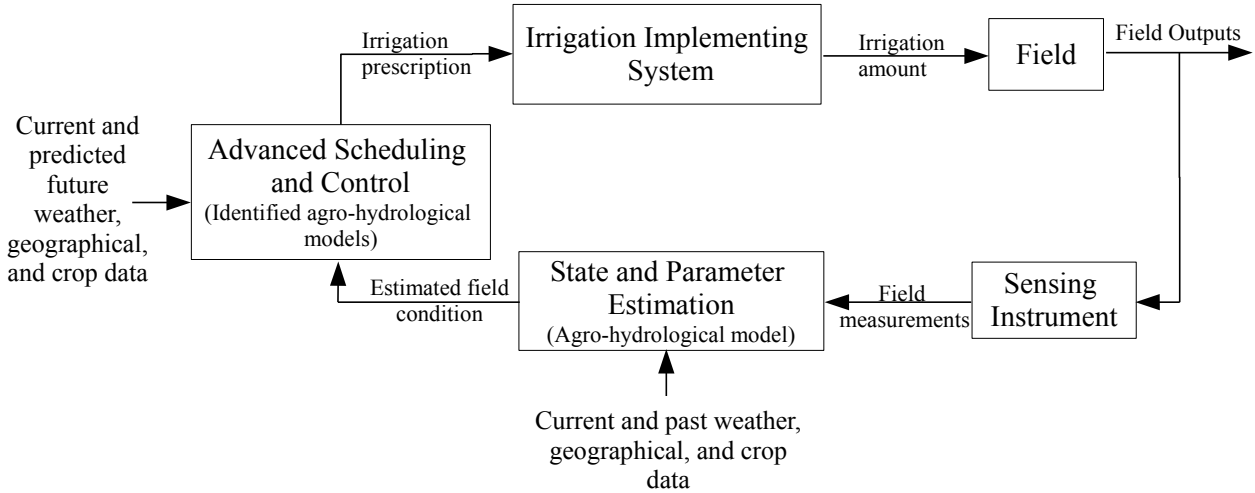 Irrigation
prescription
Irrigation Implementing
System
Irrigation
amount
Field
Field Outputs
Current and
predicted
future
weather,
geographical,
and crop data
Advanced Scheduling
and Control
(Identified agro-hydrological
models)
Estimated field
condition
State and Parameter
Estimation
(Agro-hydrological model)
Field
measurements
Sensing
Instrument
Current and past weather,
geographical, and crop
data